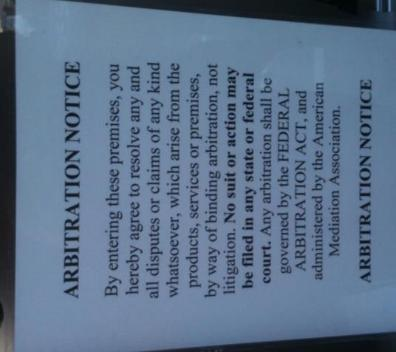 ARBITRATION NOTICE
By entering these premises, you
hereby agree to resolve any and
all disputes or claims of any kind
whatsoever, which arise from the
products, services or premises,
by way of binding arbitration, not
litigation. No suit or action may
be filed in any state or federal
court. Any arbitration shall be
governed by the FEDERAL
ARBITRATION ACT, and
administered by the American
Mediation Association.
ARBITRATION NOTICE